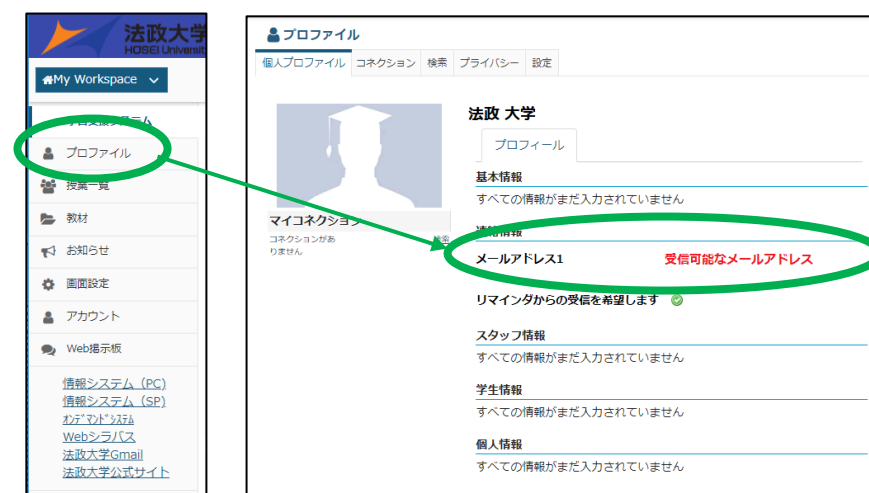 法政大学
HOSEI Universit
My Workspace
プロファイル
授業一覧
教材
お知らせ
画面設定
アカウント
Web掲示板
情報システム（PC）
情報システム（SP）
オンデマンドシステム
Webシラバス
法政大学Gmail
法政大学公式サイト
プロファイル
個人プロファイル コネクション 検索 プライバシー 設定
マイコネクション
コネクションがあ
りません
検索
法政 大学
プロフィール
基本情報
すべての情報がまだ入力されていません
連絡情報
メールアドレス1 受信可能なメールアドレス
リマインダからの受信を希望します
スタッフ情報
すべての情報がまだ入力されていません
学生情報
すべての情報がまだ入力されていません
個人情報
すべての情報がまだ入力されていません